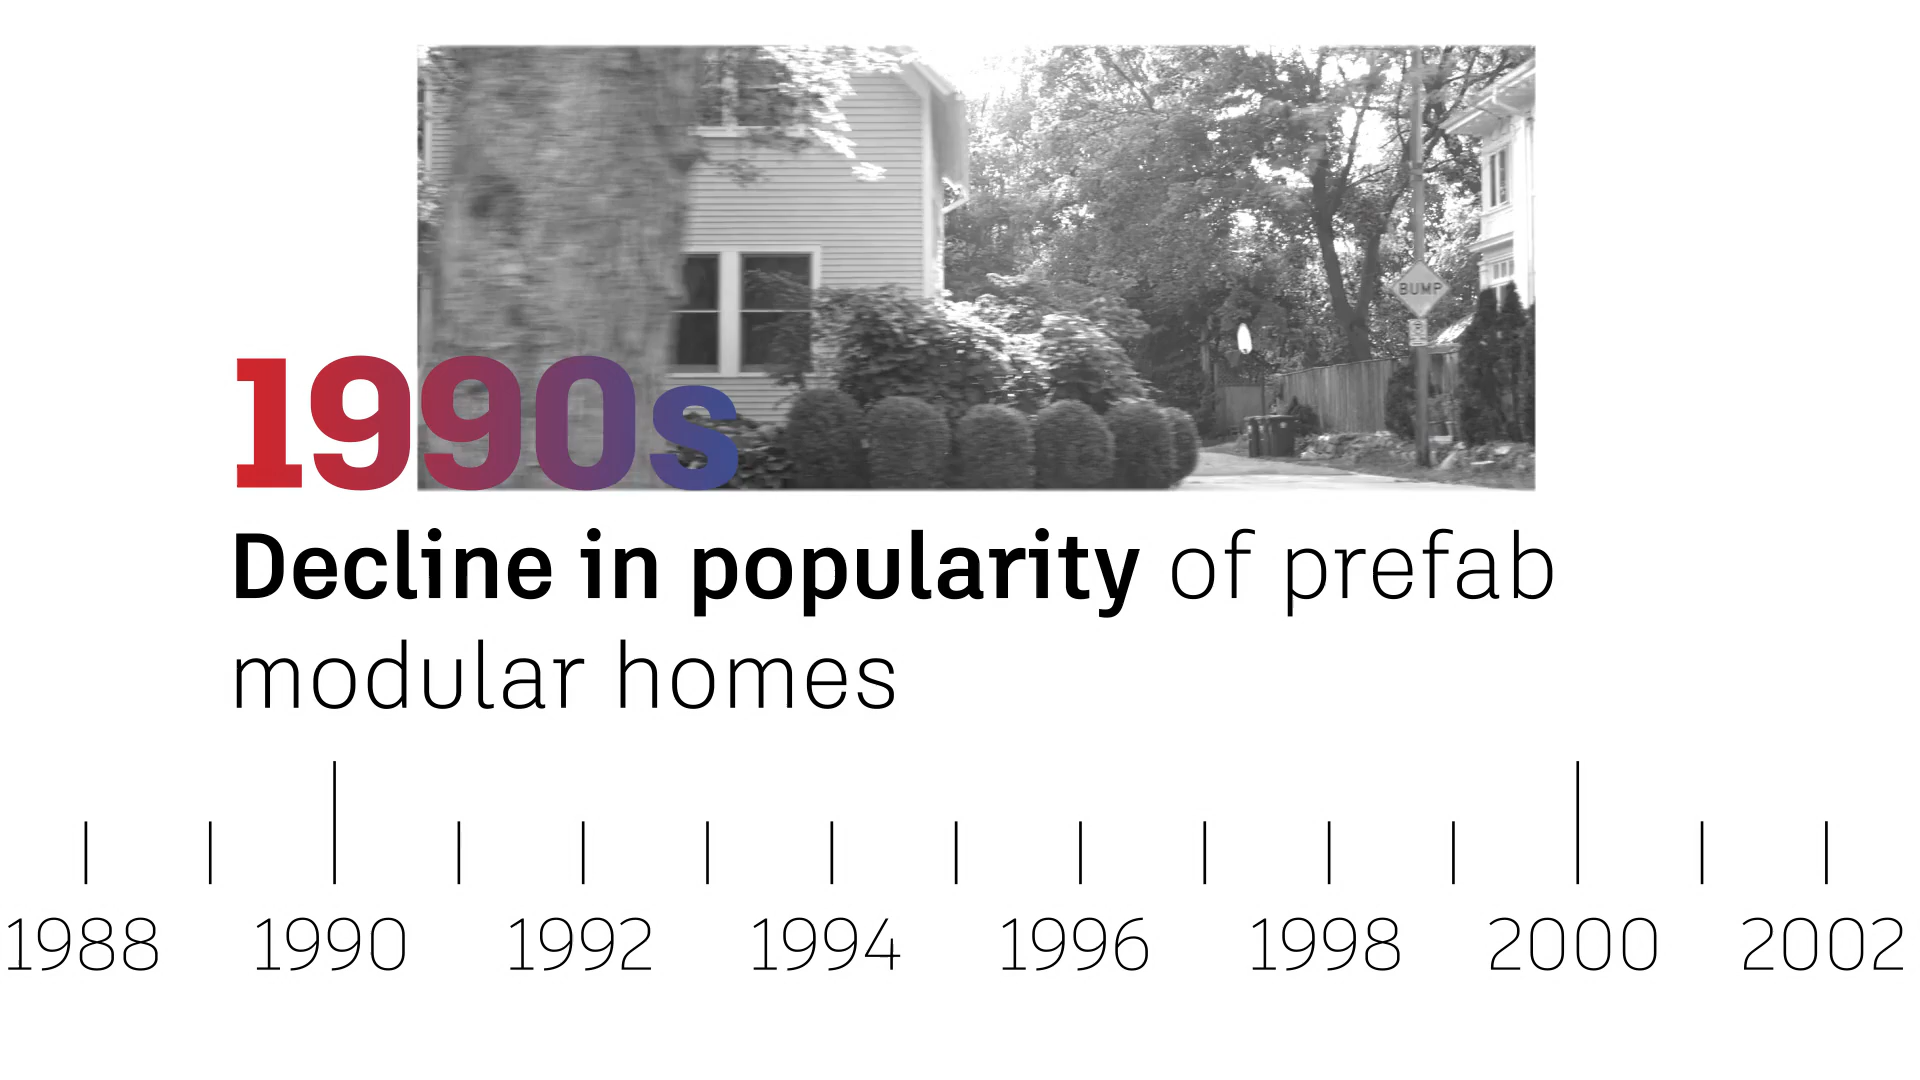 BUMP
1990s
Decline in popularity of prefab
modular homes
1988 1990 1992 1994 1996 1998 2000 2002